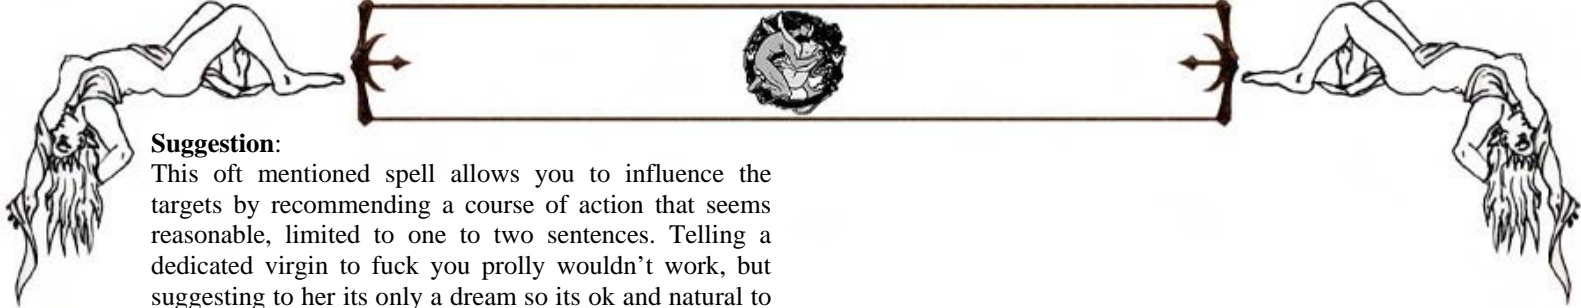 Suggestion:
This oft mentioned spell allows you to influence the
targets by recommending a course of action that seems
reasonable, limited to one to two sentences. Telling a
dedicated virgin to fuck you prolly wouldn’t work, but
suggesting to her its only a dream so its ok and natural to